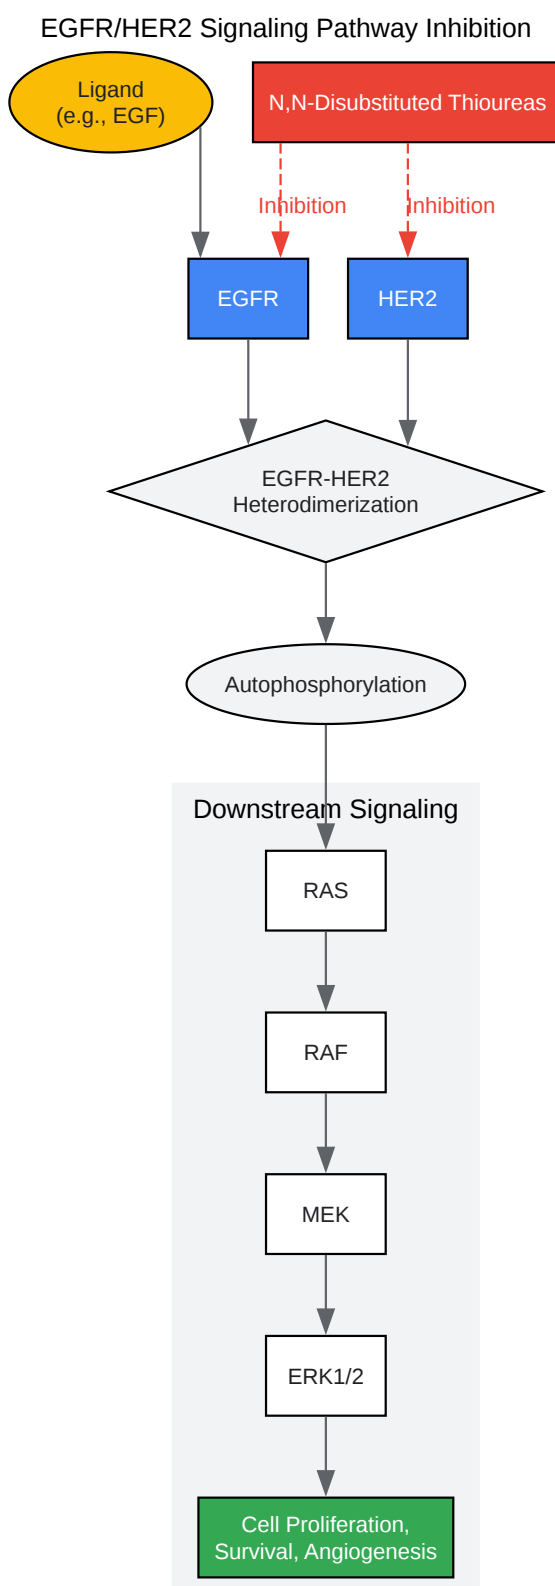 EGFR/HER2 Signaling Pathway Inhibition
Ligand
(e.g., EGF)
N,N-Disubstituted Thioureas
Inhibition
Inhibition
EGFR
HER2
EGFR-HER2
Heterodimerization
Autophosphorylation
Downstream Signaling
RAS
RAF
MEK
ERK1/2
Cell Proliferation,
Survival, Angiogenesis